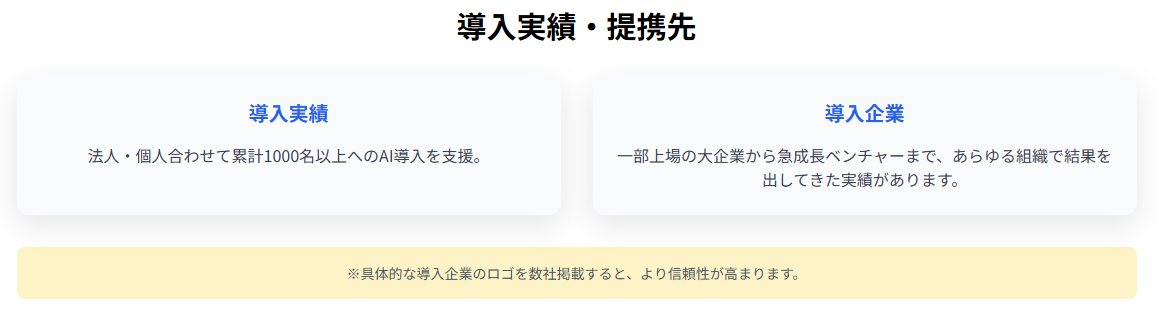 導入実績・提携先
導入実績
法人・個人合わせて累計1000名以上へのAI導入を支援。
導入企業
一部上場の大企業から急成長ベンチャーまで、あらゆる組織で結果を
出してきた実績があります。
※具体的な導入企業のロゴを数社掲載すると、より信頼性が高まります。